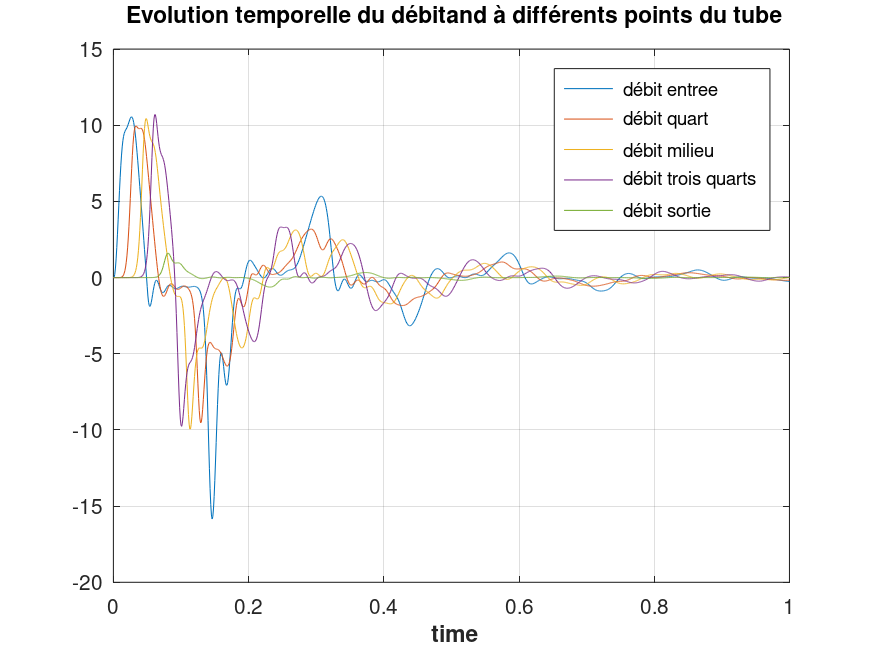 Evolution temporelle du débitand à différents points du tube
15
10
5
0
-5
-10
-15
-20
débit entree
débit quart
débit milieu
débit trois quarts
débit sortie
0 0.2 0.4 0.6 0.8 1
time